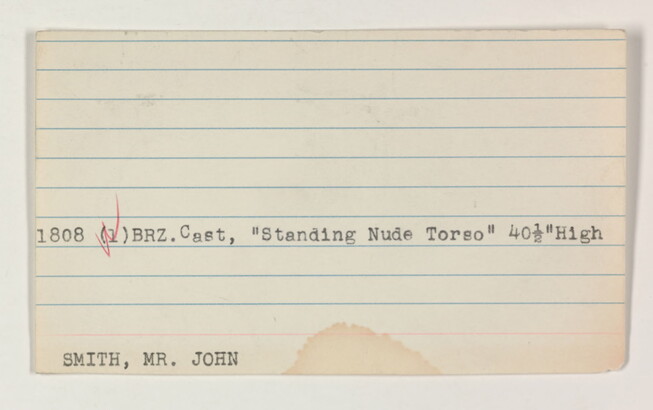 1808 (1)BRZ.Cast, "Standing Nude Torso" 40½"High
SMITH, MR. JOHN